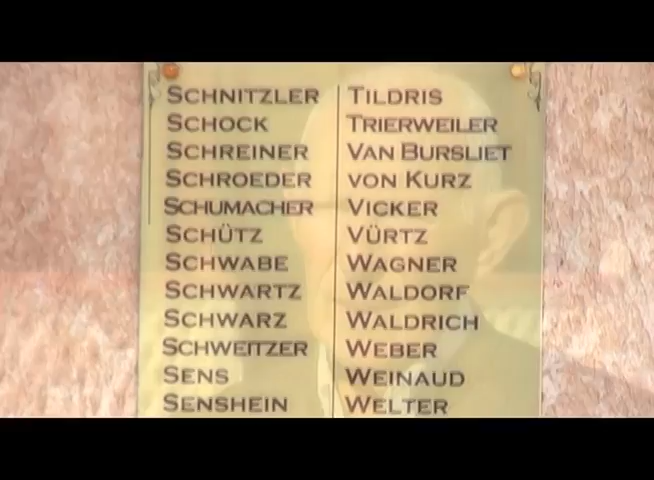 SCHNITZLER
SCHOCK
SCHREINER
SCHROEDER
SCHUMACHER
SCHÜTZ
SCHWABE
SCHWARTZ
SCHWARZ
SCHWEITZER
SENS
SENSHEIN
TILDRIS
TRIERWEILER
VAN BURSLIET
VON KURZ
VICKER
VÜRTZ
WAGNER
WALDORF
WALDRICH
WEBER
WEINAUD
WELTER